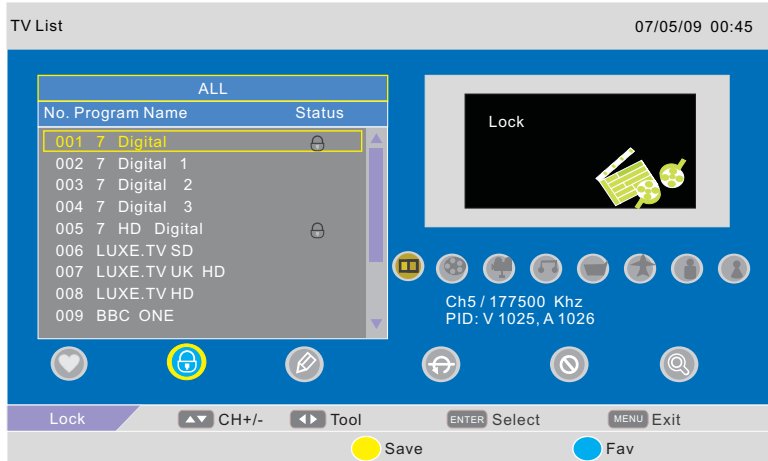 TV List 07/05/09 00:45
ALL
No. Program Name Status
001 7 Digital
002 7 Digital 1
003 7 Digital 2
004 7 Digital 3
005 7 HD Digital
006 LUXE.TV SD
007 LUXE.TV UK HD
008 LUXE.TV HD
009 BBC ONE
Lock
Ch5 / 177500 Khz
PID: V 1025, A 1026
Lock CH+/- Tool ENTER Select MENU Exit
Save Fav